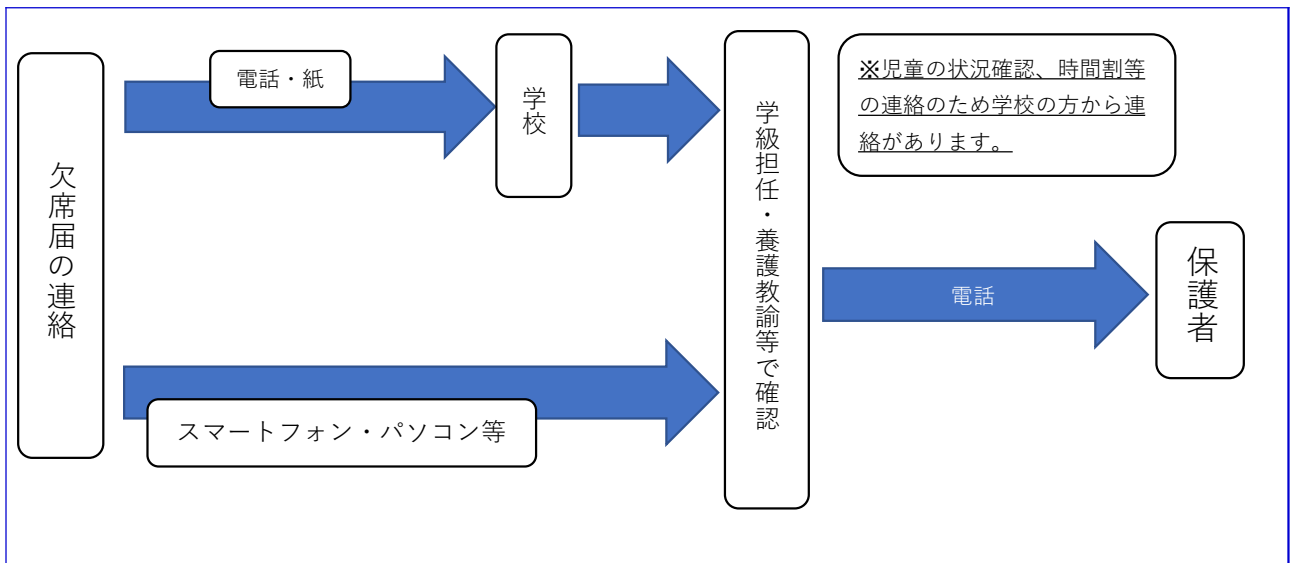 欠席届の連絡
電話・紙
学校
スマートフォン・パソコン等
学級担任・養護教諭等で確認
※児童の状況確認、時間割等
の連絡のため学校の方から連
絡があります。
電話
保護者